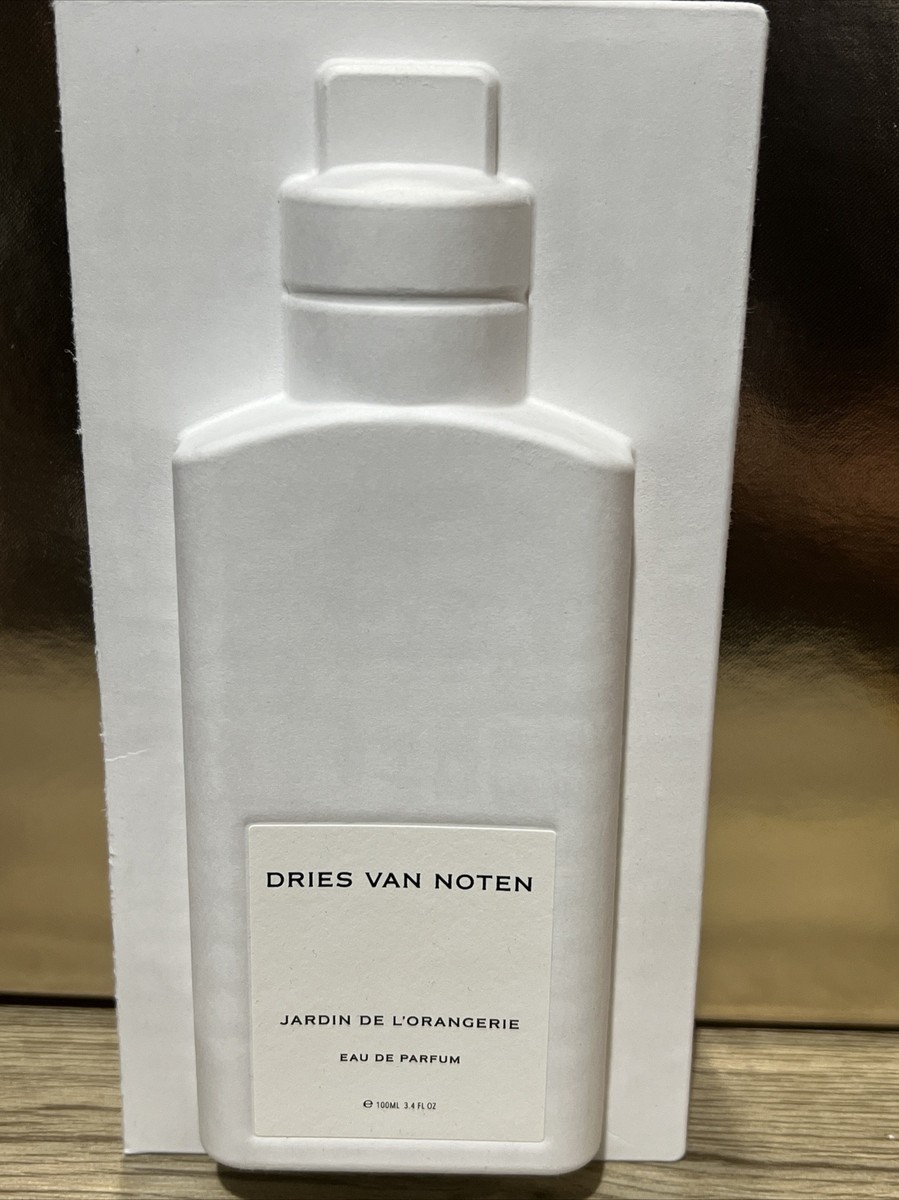 DRIES VAN NOTEN
JARDIN DE L'ORANGERIE
EAU DE PARFUM
℮ 100ML 3.4 FL OZ